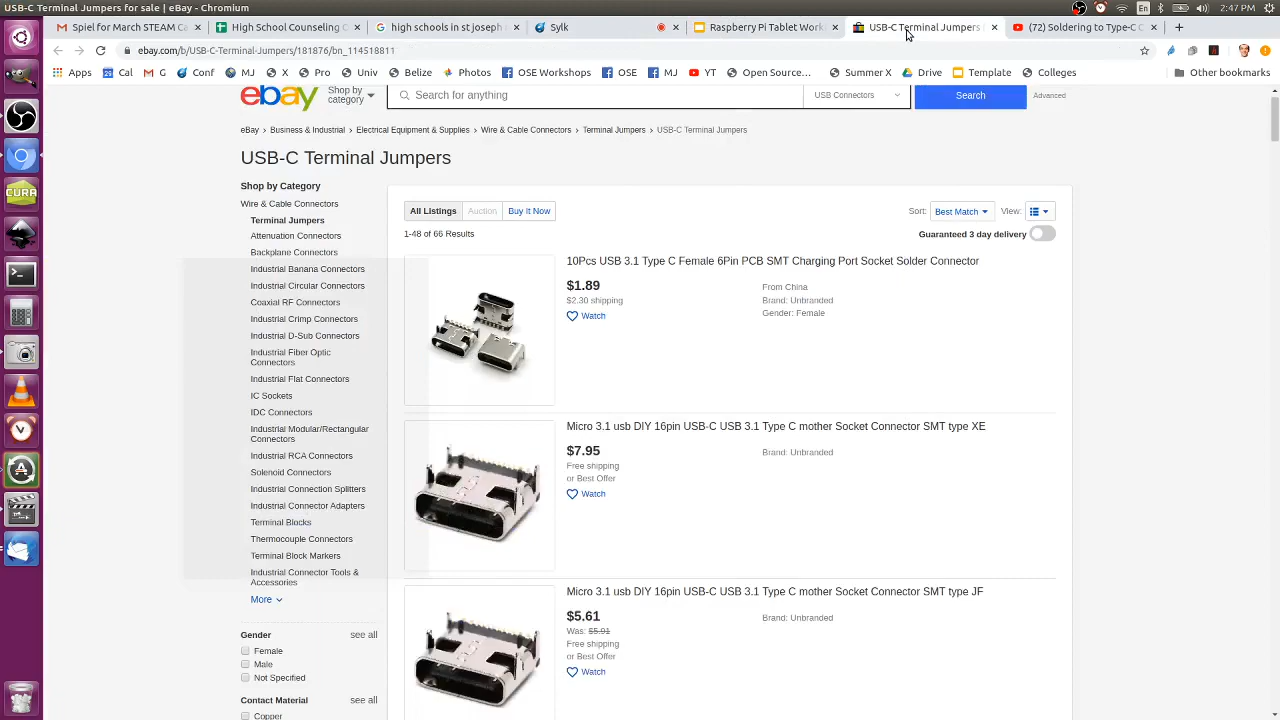 USB-C Terminal Jumpers for sale | eBay - Chromium
En
2:47 PM
Spiel for March STEAM Ca
High School Counseling C
high schools in st joseph m
Sylk
Raspberry Pi Tablet Work
USB-C Terminal Jumpers
(72) Soldering to Type-C C
ebay.com/b/USB-C-Terminal-Jumpers/181876/bn_114518811
Apps Cal G Conf MJ X Pro Univ Belize Photos OSE Workshops OSE MJ YT Open Source... Summer X Drive Template Colleges Other bookmarks
ebay
Shop by
category
Search for anything
USB Connectors
Search
Advanced
eBay > Business & Industrial > Electrical Equipment & Supplies > Wire & Cable Connectors > Terminal Jumpers > USB-C Terminal Jumpers
USB-C Terminal Jumpers
Shop by Category
Wire & Cable Connectors
Terminal Jumpers
Attenuation Connectors
Backplane Connectors
Industrial Banana Connectors
Industrial Circular Connectors
Coaxial RF Connectors
Industrial Crimp Connectors
Industrial D-Sub Connectors
Industrial Fiber Optic
Connectors
Industrial Flat Connectors
IC Sockets
IDC Connectors
Industrial Modular/Rectangular
Connectors
Industrial RCA Connectors
Solenoid Connectors
Industrial Connection Splitters
Industrial Connector Adapters
Terminal Blocks
Thermocouple Connectors
Terminal Block Markers
Industrial Connector Tools &
Accessories
More
Gender see all
Female
Male
Not Specified
Contact Material see all
Copper
All Listings Auction Buy It Now
Sort: Best Match View:
1-48 of 66 Results
Guaranteed 3 day delivery
10Pcs USB 3.1 Type C Female 6Pin PCB SMT Charging Port Socket Solder Connector
$1.89
$2.30 shipping
Watch
From China
Brand: Unbranded
Gender: Female
Micro 3.1 usb DIY 16pin USB-C USB 3.1 Type C mother Socket Connector SMT type XE
$7.95
Free shipping
or Best Offer
Watch
Brand: Unbranded
Micro 3.1 usb DIY 16pin USB-C USB 3.1 Type C mother Socket Connector SMT type JF
$5.61
Was: $5.91
Free shipping
or Best Offer
Watch
Brand: Unbranded
CURA